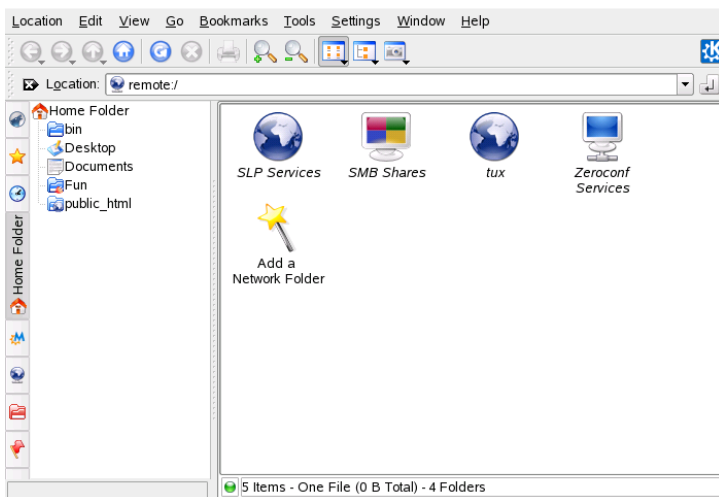 Location Edit View Go Bookmarks Tools Settings Window Help
Location: remote:/
Home Folder
bin
Desktop
Documents
Fun
public_html
Home Folder
SLP Services
SMB Shares
tux
Zeroconf
Services
Add a
Network Folder
5 Items - One File (0 B Total) - 4 Folders